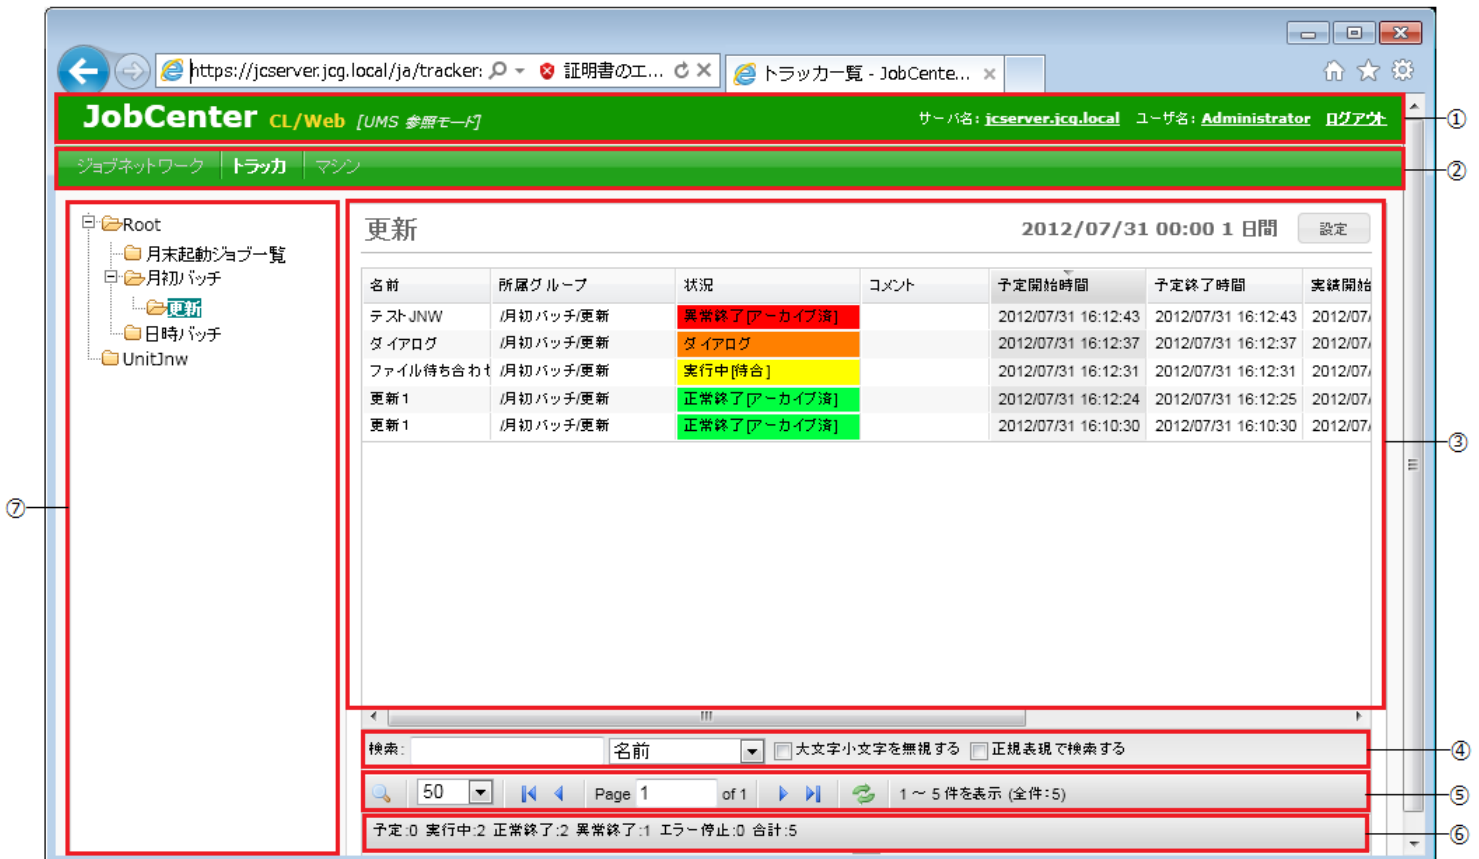 https://jcserver.jcg.local/ja/tracker: 証明書のエ... トラッカ一覧 - JobCente...
JobCenter CL/Web [UMS 参照モード] サーバ名: jcserver.jcg.local ユーザ名: Administrator ログアウト ①
ジョブネットワーク トラッカ マシン ②
Root
月末起動ジョブ一覧
月初バッチ
更新
日時バッチ
UnitJnw
⑦
更新 2012/07/31 00:00 1 日間 設定
名前 所属グループ 状況 コメント 予定開始時間 予定終了時間 実績開始
テストJNW /月初バッチ/更新 異常終了[アーカイブ済] 2012/07/31 16:12:43 2012/07/31 16:12:43 2012/07/
ダイアログ /月初バッチ/更新 ダイアログ 2012/07/31 16:12:37 2012/07/31 16:12:37 2012/07/
ファイル待ち合わせ /月初バッチ/更新 実行中[待合] 2012/07/31 16:12:31 2012/07/31 16:12:31 2012/07/
更新1 /月初バッチ/更新 正常終了[アーカイブ済] 2012/07/31 16:12:24 2012/07/31 16:12:25 2012/07/
更新1 /月初バッチ/更新 正常終了[アーカイブ済] 2012/07/31 16:10:30 2012/07/31 16:10:30 2012/07/
③
検索: 名前 大文字小文字を無視する 正規表現で検索する ④
50 Page 1 of 1 1 ～ 5 件を表示 (全件:5) ⑤
予定:0 実行中:2 正常終了:2 異常終了:1 エラー停止:0 合計:5 ⑥